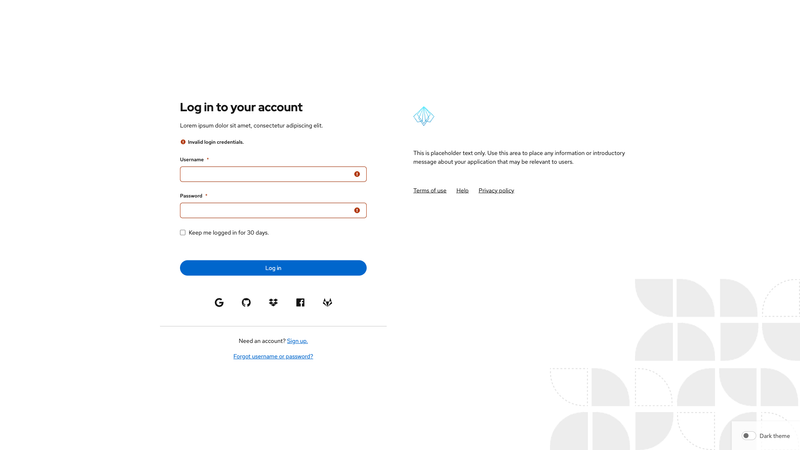 Log in to your account
Lorem ipsum dolor sit amet, consectetur adipiscing elit.
Invalid login credentials.
Username *
Password *
Keep me logged in for 30 days.
Log in
Need an account? Sign up.
Forgot username or password?
This is placeholder text only. Use this area to place any information or introductory
message about your application that may be relevant to users.
Terms of use Help Privacy policy
Dark theme